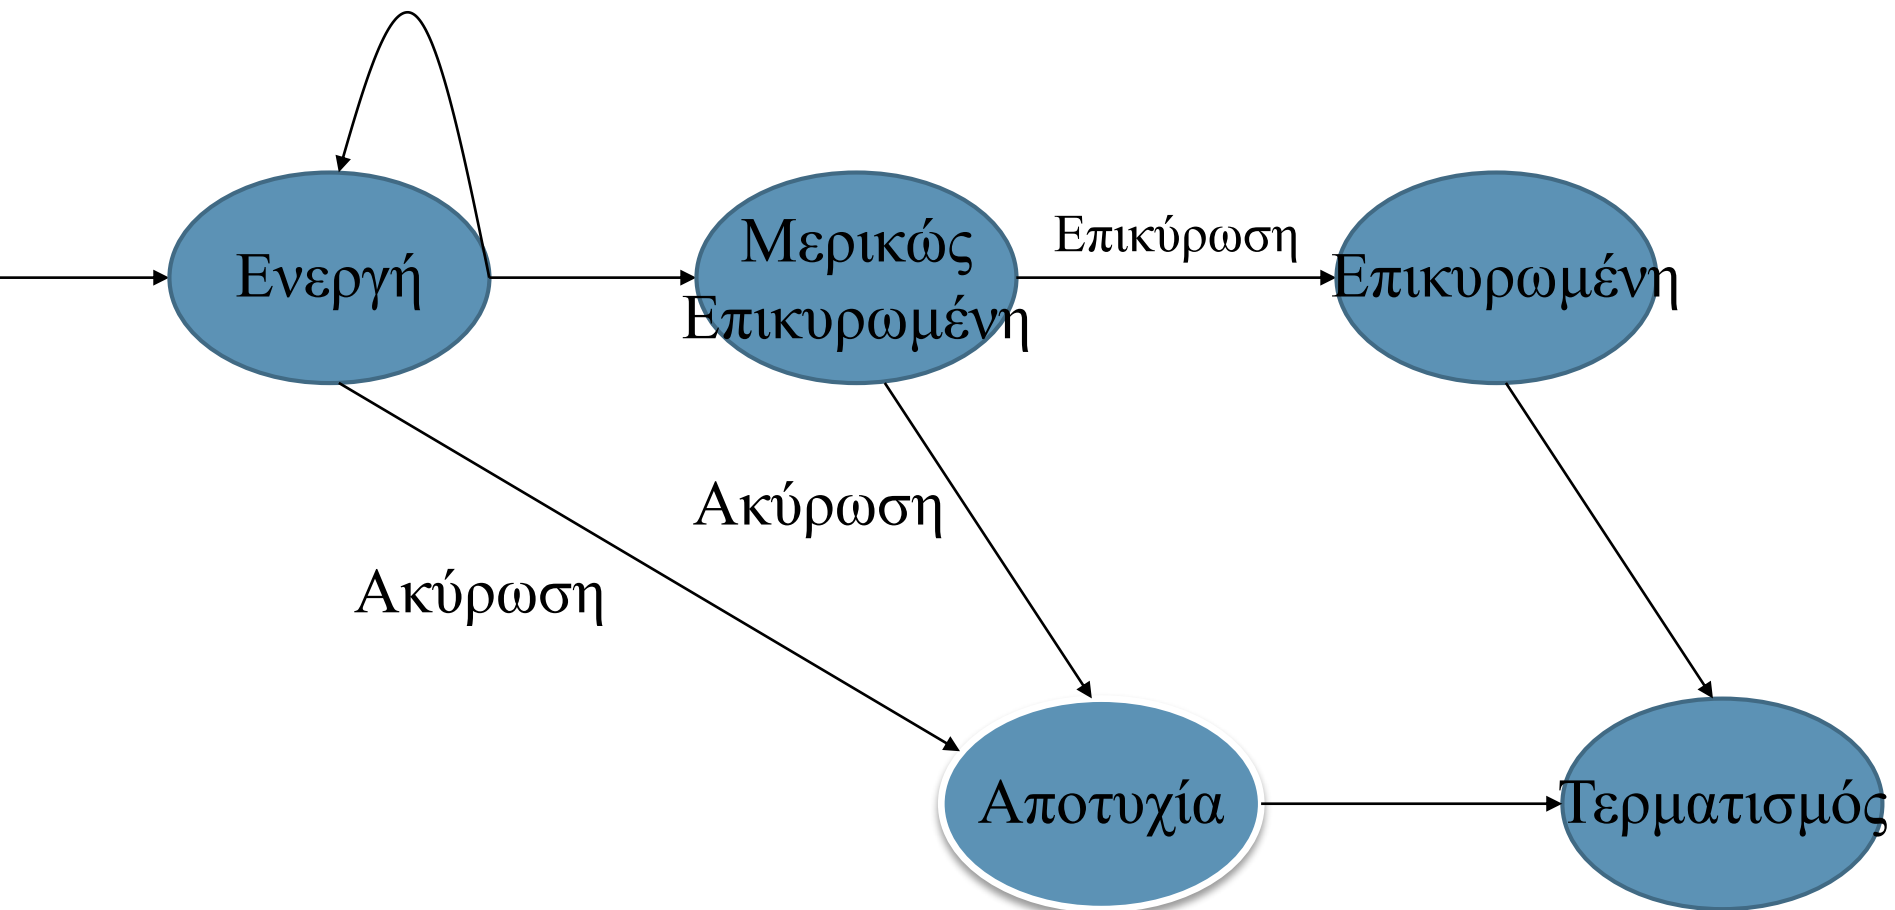 Ενεργή
Μερικώς
Επικυρωμένη
Επικύρωση
Επικυρωμένη
Ακύρωση
Ακύρωση
Αποτυχία
Τερματισμός